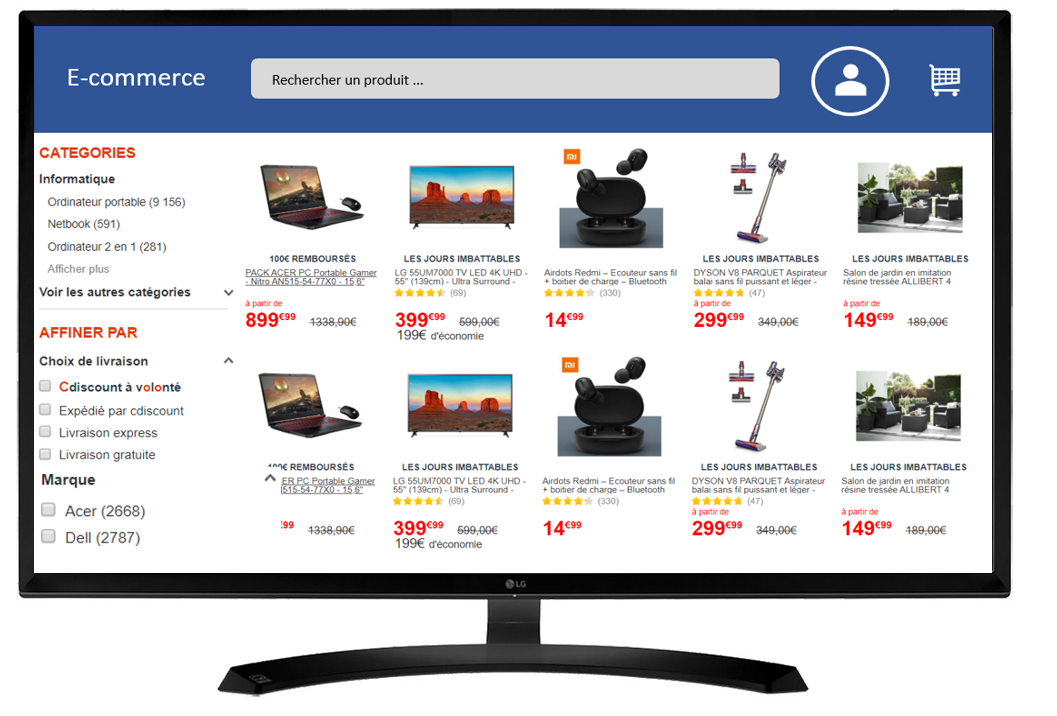 E-commerce
Rechercher un produit ...
CATEGORIES
Informatique
Ordinateur portable (9 156)
Netbook (591)
Ordinateur 2 en 1 (281)
Afficher plus
Voir les autres catégories
AFFINER PAR
Choix de livraison
Cdiscount à volonté
Expédié par cdiscount
Livraison express
Livraison gratuite
Marque
Acer (2668)
Dell (2787)
100€ REMBOURSÉS
PACK ACER PC Portable Gamer
- Nitro AN515-54-77X0 - 15,6"
à partir de
899€99 1338,90€
LES JOURS IMBATTABLES
LG 55UM7000 TV LED 4K UHD -
55" (139cm) - Ultra Surround -
(69)
399€99 599,00€
199€ d'économie
mi
Airdots Redmi – Ecouteur sans fil
+ boitier de charge – Bluetooth
(330)
14€99
LES JOURS IMBATTABLES
DYSON V8 PARQUET Aspirateur
balai sans fil puissant et léger -
(47)
à partir de
299€99 349,00€
LES JOURS IMBATTABLES
Salon de jardin en imitation
résine tressée ALLIBERT 4
à partir de
149€99 189,00€
100€ REMBOURSÉS
ER PC Portable Gamer
515-54-77X0 - 15,6"
€99 1338,90€
LES JOURS IMBATTABLES
LG 55UM7000 TV LED 4K UHD -
55" (139cm) - Ultra Surround -
(69)
399€99 599,00€
199€ d'économie
mi
Airdots Redmi – Ecouteur sans fil
+ boitier de charge – Bluetooth
(330)
14€99
LES JOURS IMBATTABLES
DYSON V8 PARQUET Aspirateur
balai sans fil puissant et léger -
(47)
à partir de
299€99 349,00€
LES JOURS IMBATTABLES
Salon de jardin en imitation
résine tressée ALLIBERT 4
à partir de
149€99 189,00€
LG